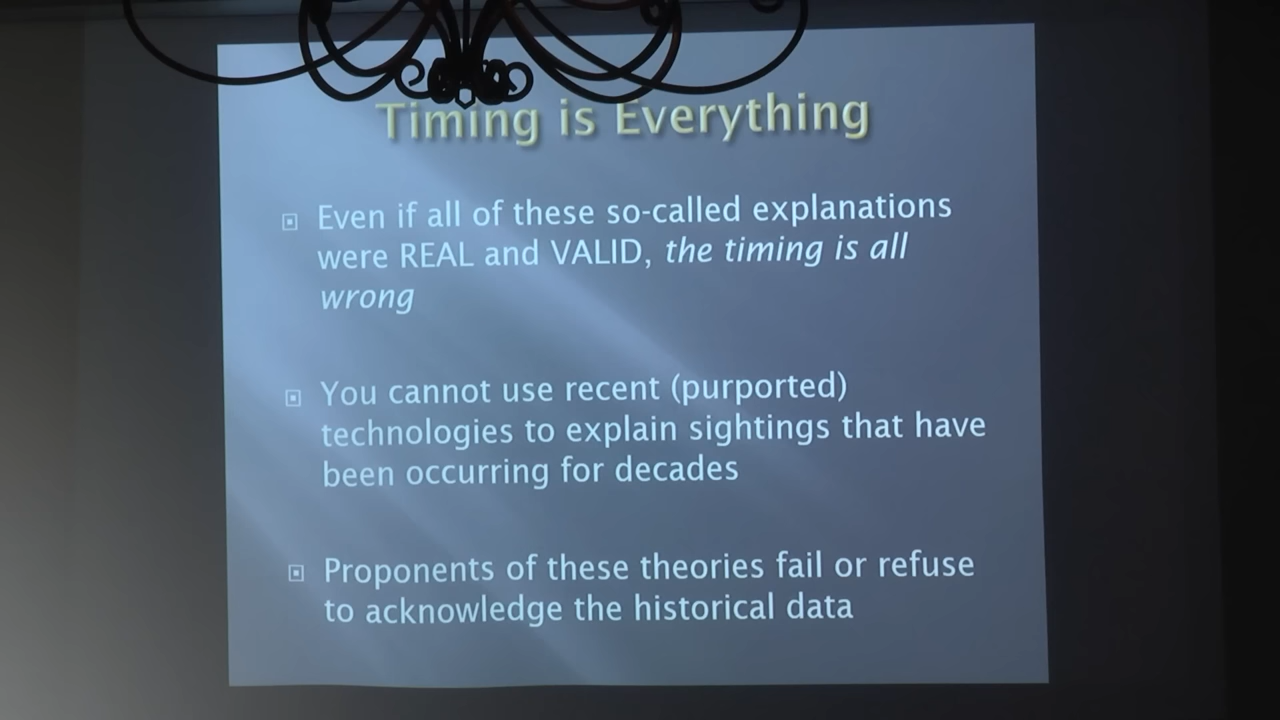 Timing is Everything
Even if all of these so-called explanations
were REAL and VALID, the timing is all
wrong
You cannot use recent (purported)
technologies to explain sightings that have
been occurring for decades
Proponents of these theories fail or refuse
to acknowledge the historical data